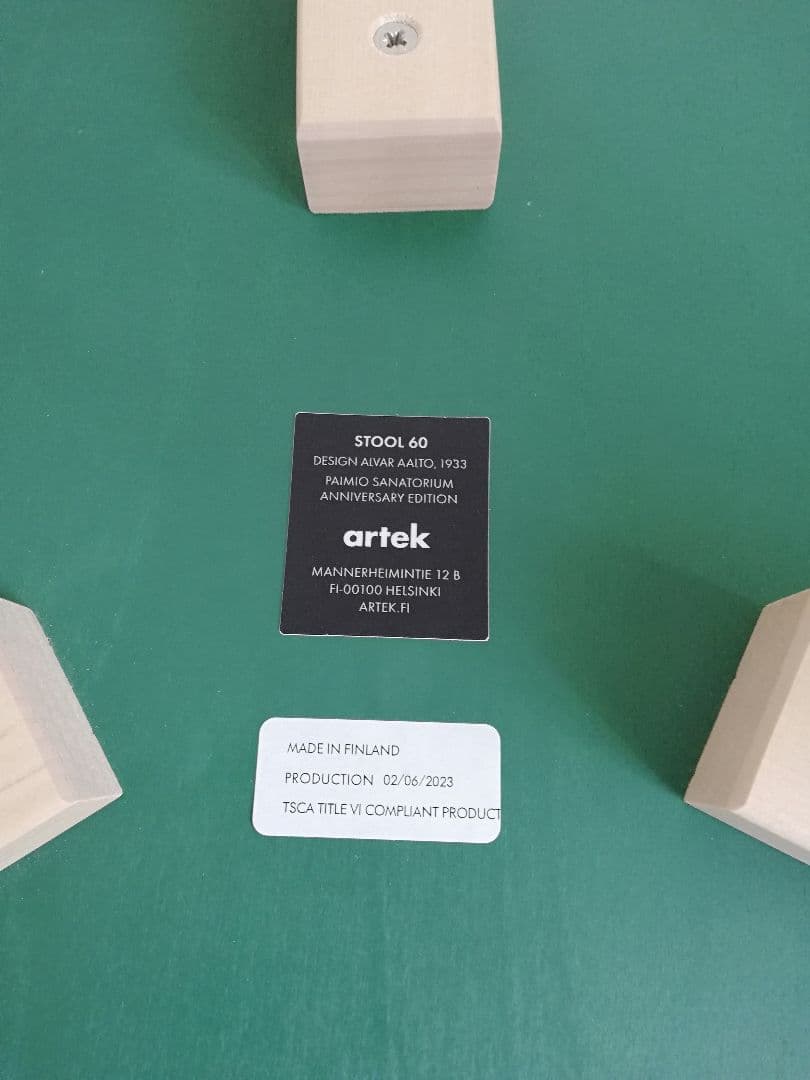 STOOL 60
DESIGN ALVAR AALTO, 1933
PAIMIO SANATORIUM
ANNIVERSARY EDITION
artek
MANNERHEIMINTIE 12 B
FI-00100 HELSINKI
ARTEK.FI
MADE IN FINLAND
PRODUCTION 02/06/2023
TSCA TITLE VI COMPLIANT PRODUCT